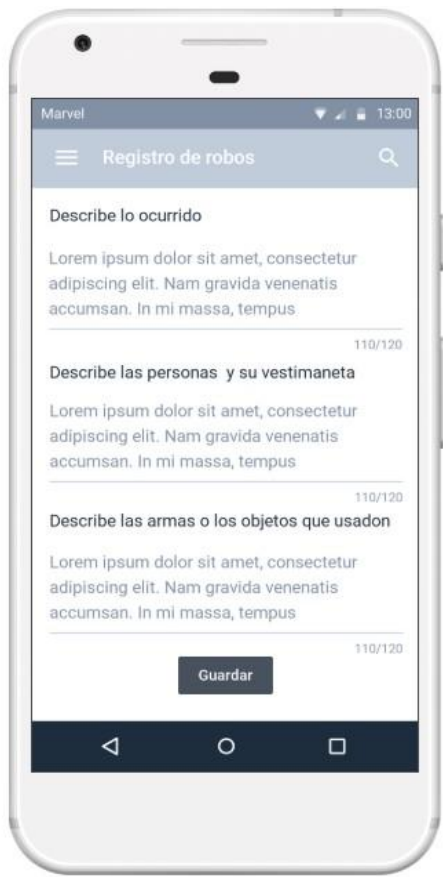 Marvel 13:00
Registro de robos
Describe lo ocurrido
Lorem ipsum dolor sit amet, consectetur
adipiscing elit. Nam gravida venenatis
accumsan. In mi massa, tempus
110/120
Describe las personas y su vestimaneta
Lorem ipsum dolor sit amet, consectetur
adipiscing elit. Nam gravida venenatis
accumsan. In mi massa, tempus
110/120
Describe las armas o los objetos que usadon
Lorem ipsum dolor sit amet, consectetur
adipiscing elit. Nam gravida venenatis
accumsan. In mi massa, tempus
110/120
Guardar